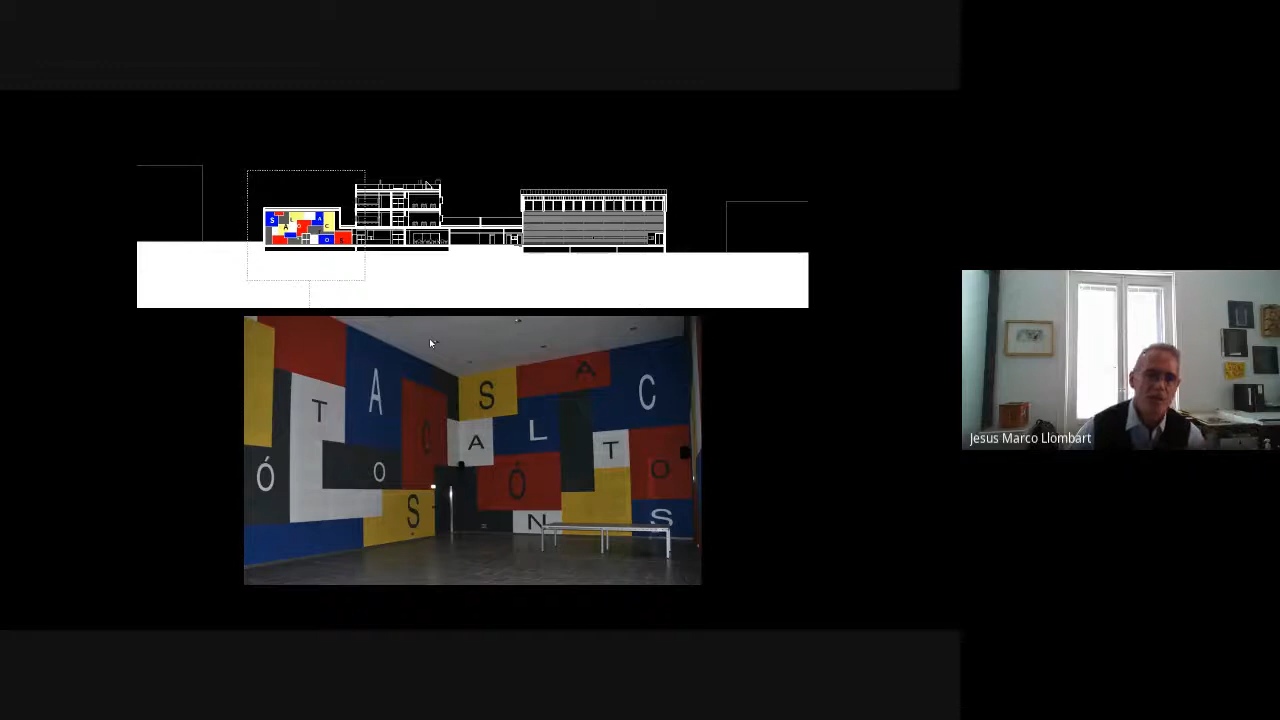 S L A
A C
O
A
T C
Ó O
S
S A C
A L T
Ó O
N S
Jesus Marco Llombart